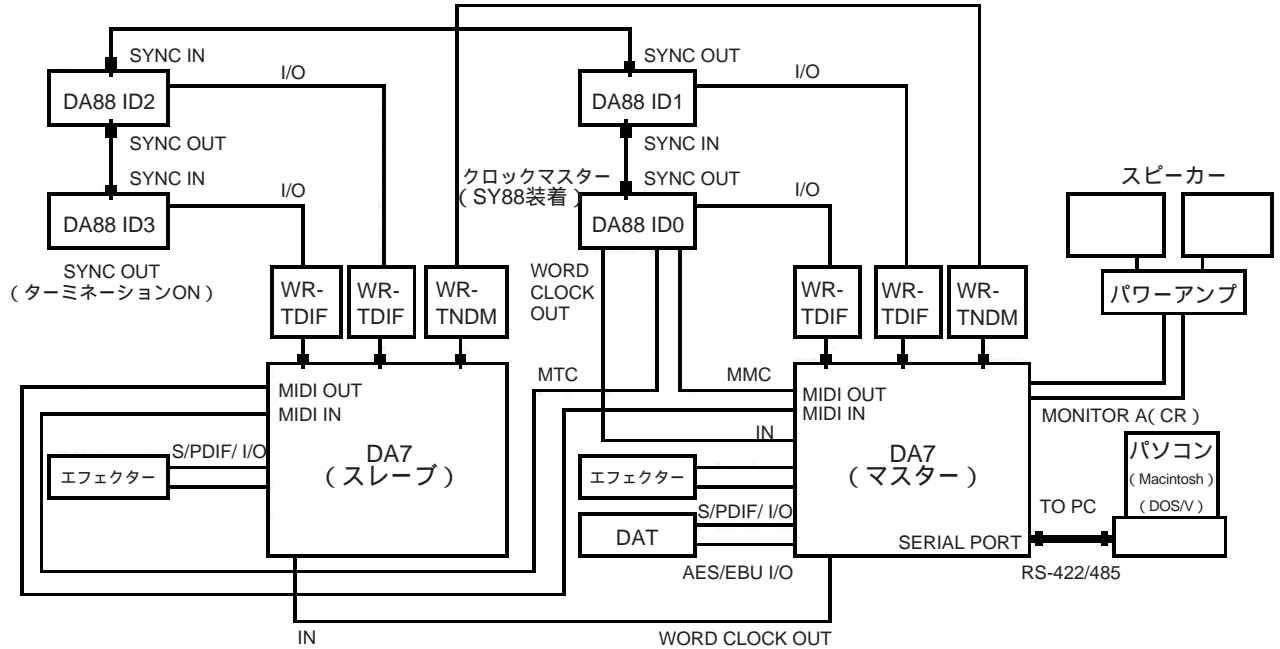 SYNC IN
I/O
DA88 ID2
SYNC OUT
SYNC IN
I/O
DA88 ID3
SYNC OUT
( ターミネーションON )
WR-
TDIF
WR-
TDIF
WR-
TNDM
MIDI OUT
MIDI IN
S/PDIF/ I/O
エフェクター
DA7
( スレーブ )
IN
SYNC OUT
I/O
DA88 ID1
SYNC IN
クロックマスター
( SY88装着 )
SYNC OUT
I/O
DA88 ID0
WORD
CLOCK
OUT
MTC
MMC
WR-
TDIF
WR-
TDIF
WR-
TNDM
MIDI OUT
MIDI IN
IN
DA7
( マスター )
エフェクター
S/PDIF/ I/O
DAT
AES/EBU I/O
SERIAL PORT
WORD CLOCK OUT
スピーカー
パワーアンプ
MONITOR A( CR )
パソコン
( Macintosh )
( DOS/V )
TO PC
RS-422/485